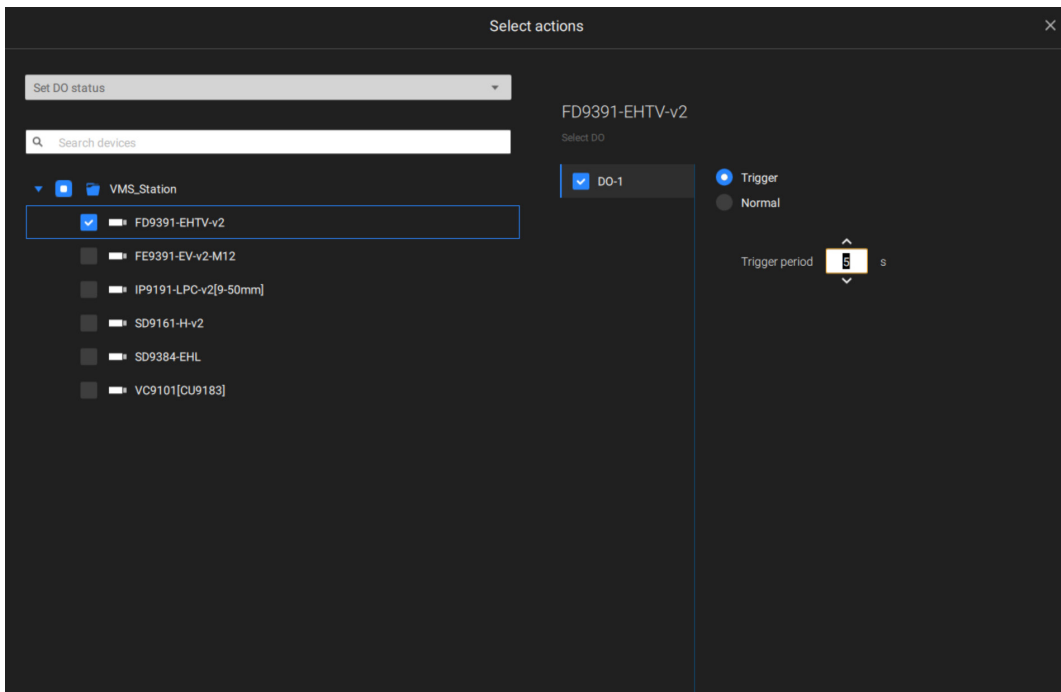 Select actions
Set DO status
Search devices
VMS_Station
FD9391-EHTV-v2
FE9391-EV-v2-M12
IP9191-LPC-v2[9-50mm]
SD9161-H-v2
SD9384-EHL
VC9101[CU9183]
FD9391-EHTV-v2
Select DO
DO-1
Trigger
Normal
Trigger period 5 s